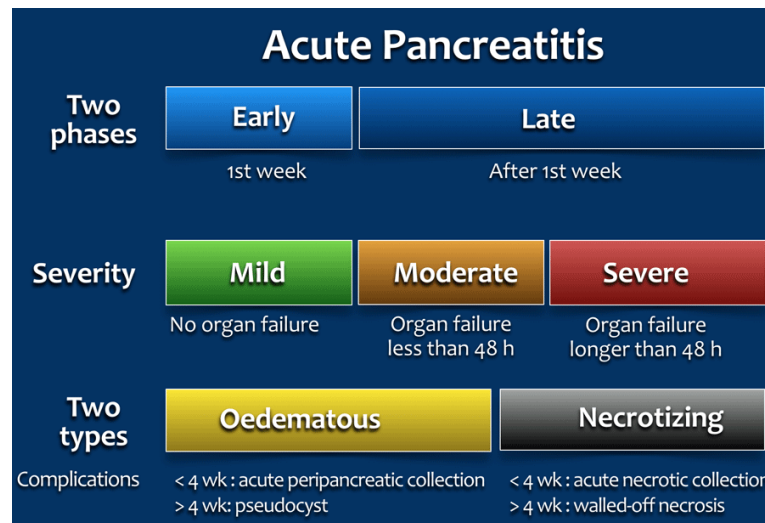 Acute Pancreatitis
Two phases
Early
Late
1st week
After 1st week
Severity
Mild
Moderate
Severe
No organ failure
Organ failure
less than 48 h
Organ failure
longer than 48 h
Two
types
Oedematous
Necrotizing
Complications
< 4 wk : acute peripancreatic collection
> 4 wk: pseudocyst
< 4 wk : acute necrotic collection
> 4 wk : walled-off necrosis